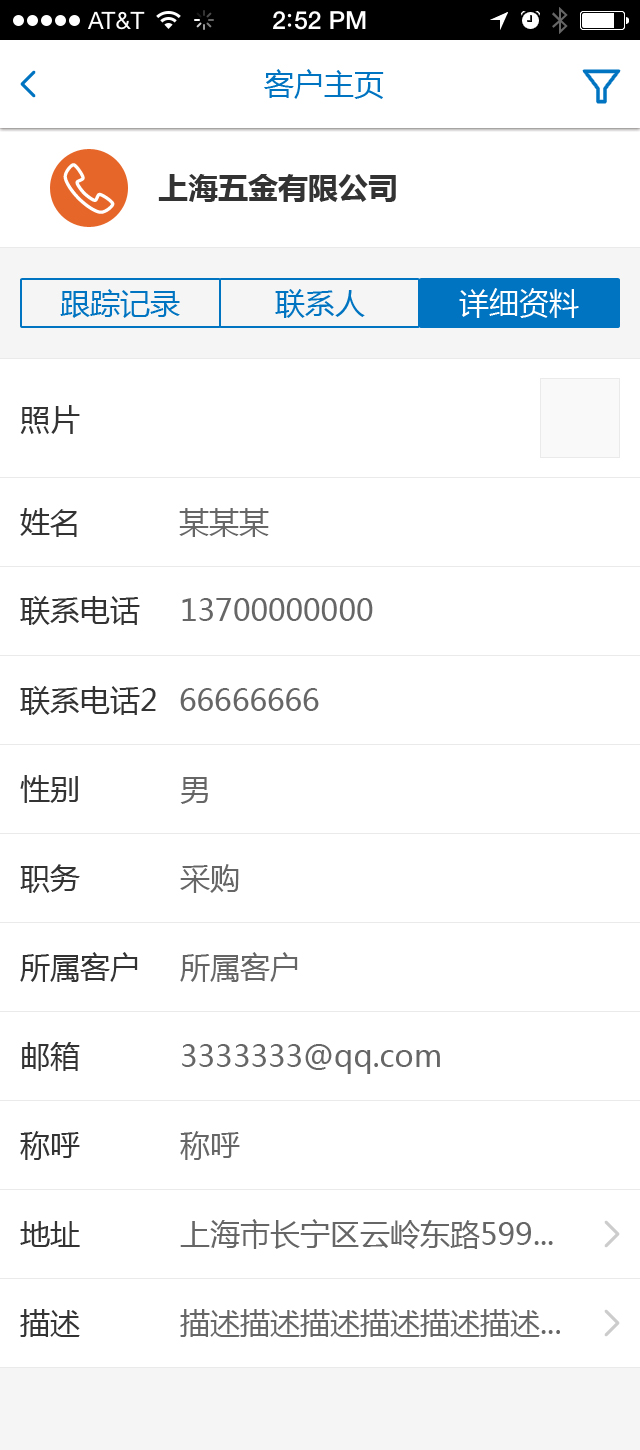 AT&T 2:52 PM
客户主页
上海五金有限公司
跟踪记录 联系人 详细资料
照片
姓名 某某某
联系电话 13700000000
联系电话2 66666666
性别 男
职务 采购
所属客户 所属客户
邮箱 3333333@qq.com
称呼 称呼
地址 上海市长宁区云岭东路599...
描述 描述描述描述描述描述描述...